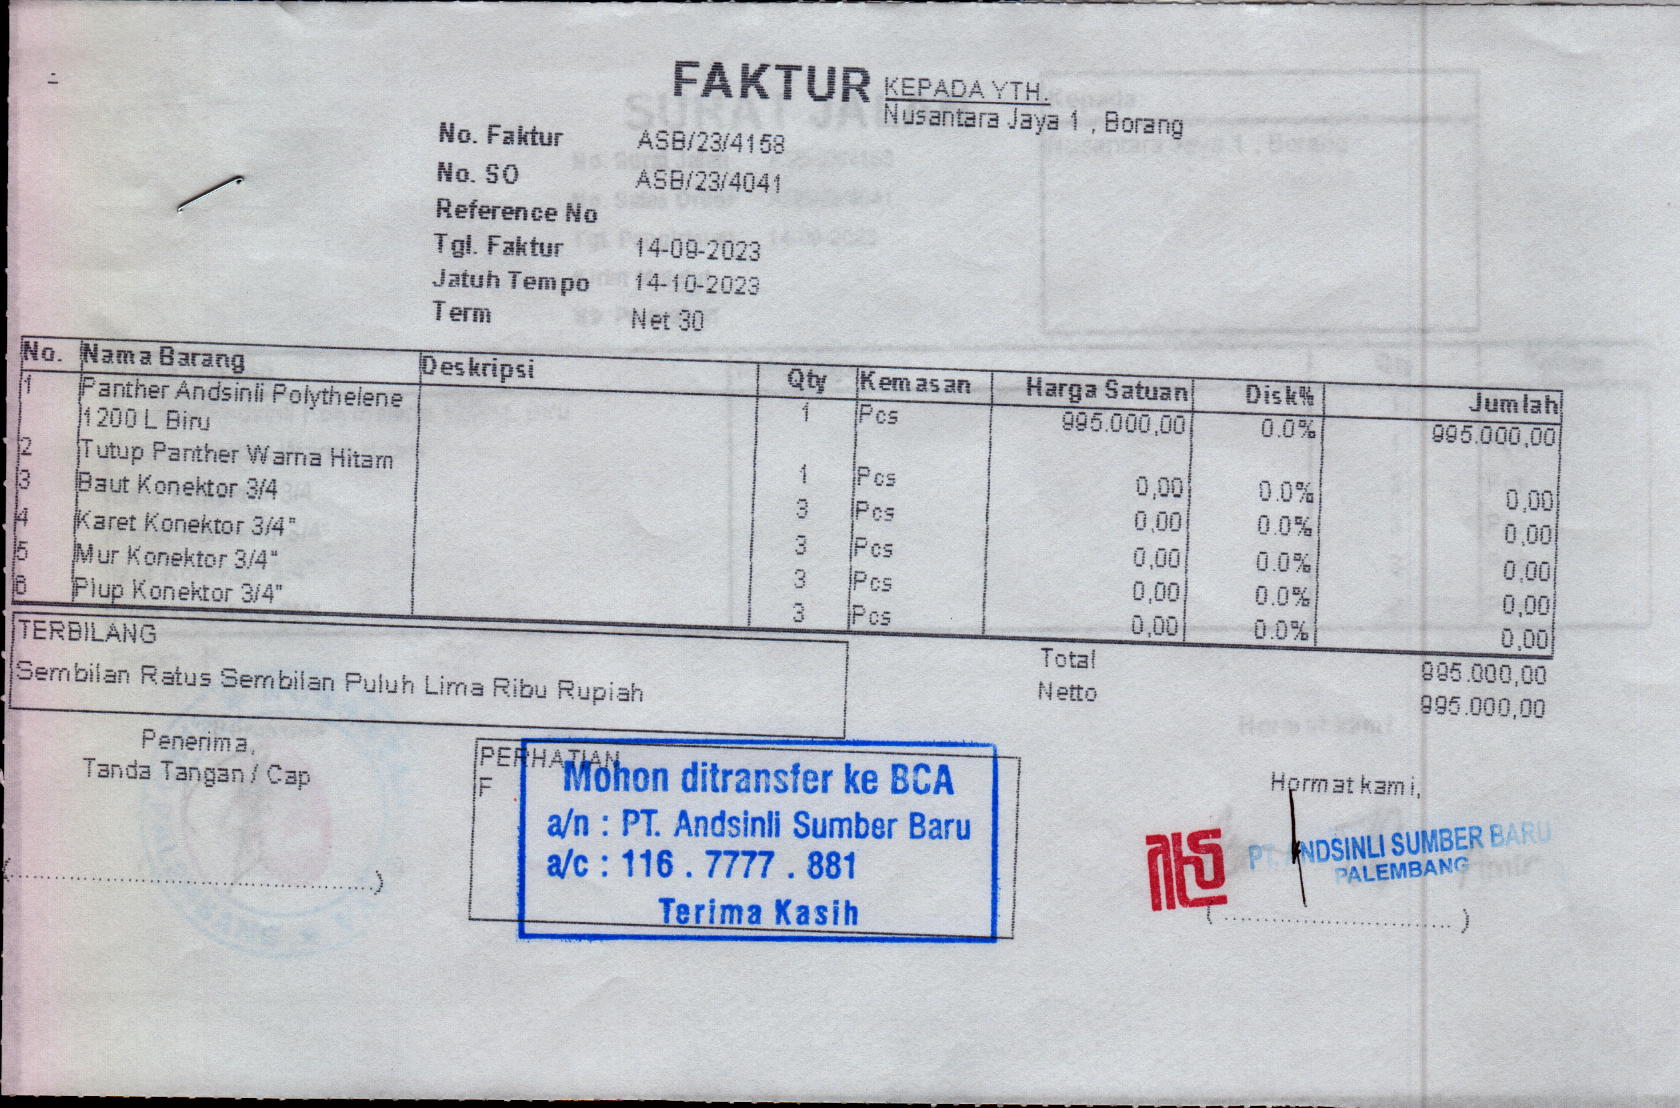 FAKTUR
KEPADA YTH.
Nusantara Jaya 1 , Borang
No. Faktur ASB/23/4158
No. SO ASB/23/4041
Reference No
Tgl. Faktur 14-09-2023
Jatuh Tempo 14-10-2023
Term Net 30
No. Nama Barang Deskripsi Qty Kemasan Harga Satuan Disk% Jumlah
1 Panther Andsinli Polythelene 1 Pcs 995.000,00 0.0% 995.000,00
1200 L Biru
2 Tutup Panther Warna Hitam 1 Pcs 0,00 0.0% 0,00
3 Baut Konektor 3/4 3 Pcs 0,00 0.0% 0,00
4 Karet Konektor 3/4" 3 Pcs 0,00 0.0% 0,00
5 Mur Konektor 3/4" 3 Pcs 0,00 0.0% 0,00
6 Plup Konektor 3/4" 3 Pcs 0,00 0.0% 0,00
TERBILANG
Sembilan Ratus Sembilan Puluh Lima Ribu Rupiah
Total 995.000,00
Netto 995.000,00
Penerima,
Tanda Tangan / Cap
PERHATIAN
F
Mohon ditransfer ke BCA
a/n : PT. Andsinli Sumber Baru
a/c : 116 . 7777 . 881
Terima Kasih
Hormat kami,
PT. ANDSINLI SUMBER BARU
PALEMBANG